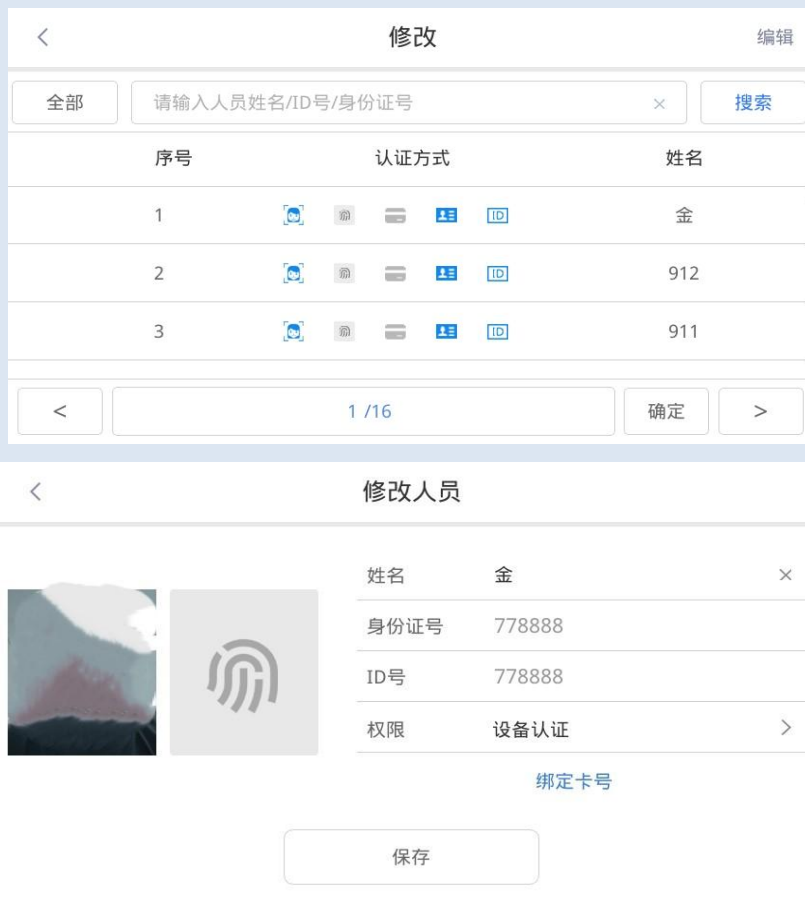 修改 编辑
全部 请输入人员姓名/ID号/身份证号 × 搜索
序号 认证方式 姓名
1 ID 金
2 ID 912
3 ID 911
< 1 /16 确定 >
修改人员
姓名 金 ×
身份证号 778888
ID号 778888
权限 设备认证 >
绑定卡号
保存